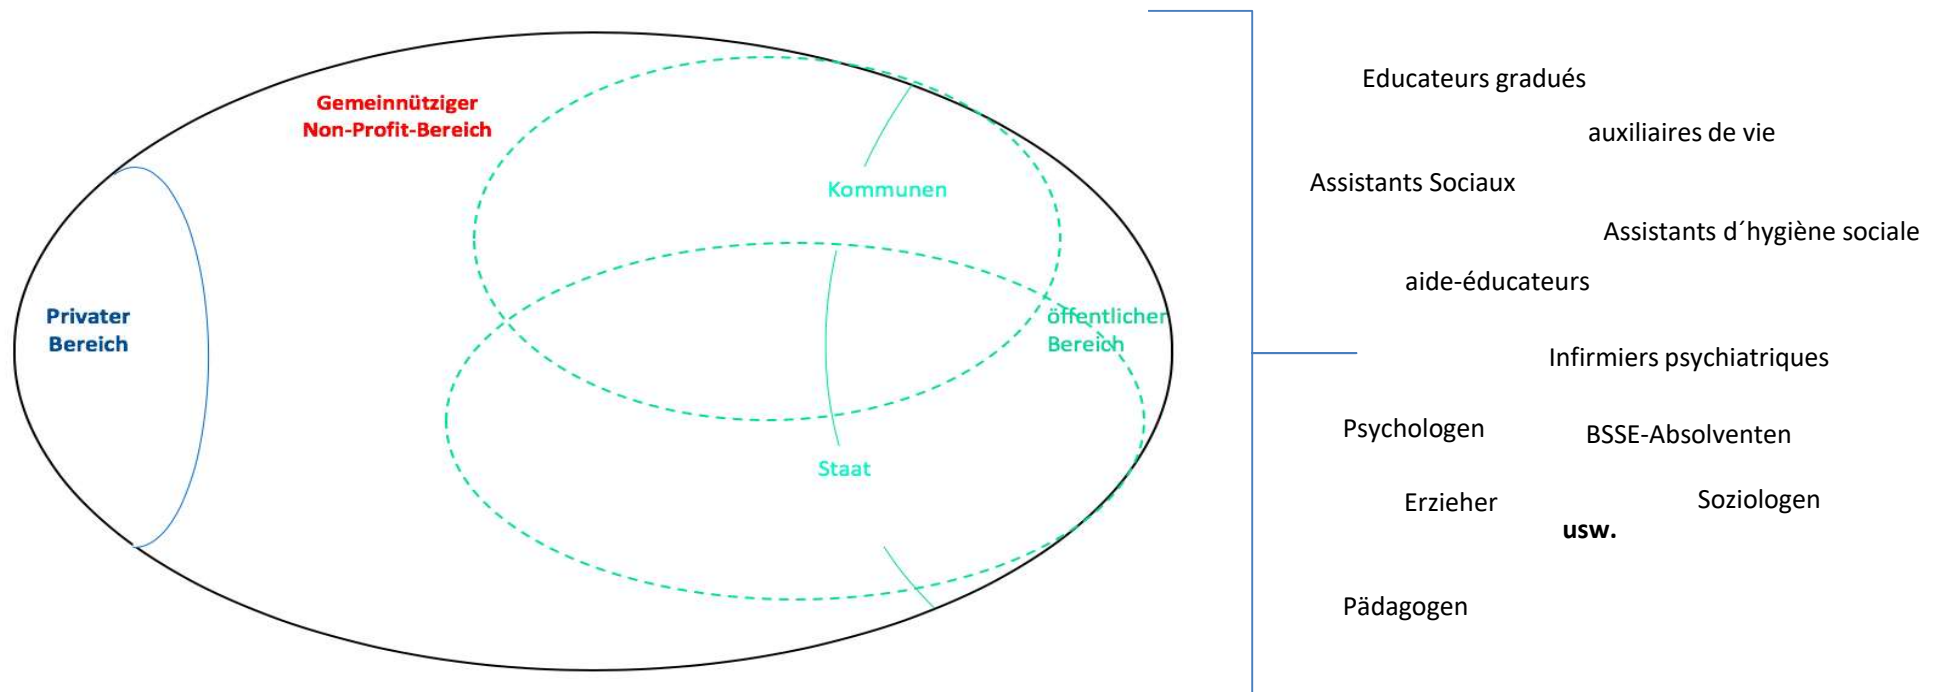 Gemeinnütziger
Non-Profit-Bereich
Kommunen
Privater
Bereich
öffentlicher
Bereich
Staat
Educateurs gradués
auxiliaires de vie
Assistants Sociaux
Assistants d´hygiène sociale
aide-éducateurs
Infirmiers psychiatriques
Psychologen
BSSE-Absolventen
Erzieher
Soziologen
usw.
Pädagogen